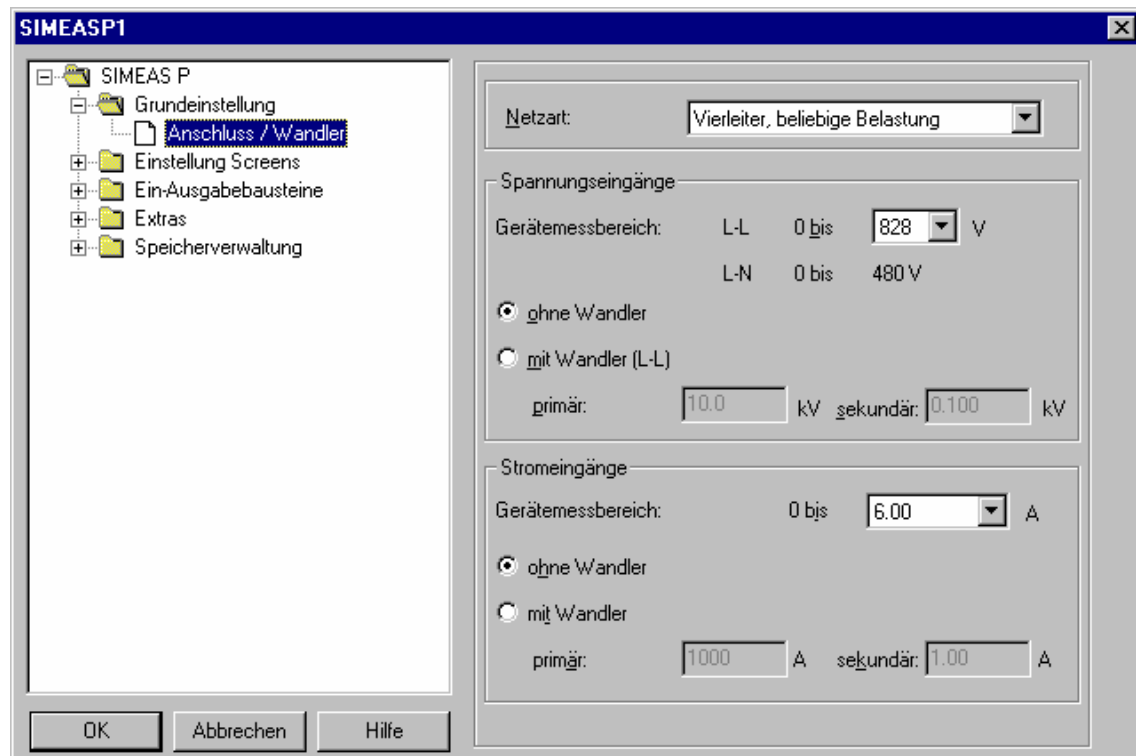 SIMEASP1
SIMEAS P
Grundeinstellung
Anschluss / Wandler
Einstellung Screens
Ein-Ausgabebausteine
Extras
Speicherverwaltung
OK
Abbrechen
Hilfe
Netzart: Vierleiter, beliebige Belastung
Spannungseingänge
Gerätemessbereich: L-L 0 bis 828 V
L-N 0 bis 480 V
ohne Wandler
mit Wandler (L-L)
primär: 10.0 kV sekundär: 0.100 kV
Stromeingänge
Gerätemessbereich: 0 bis 6.00 A
ohne Wandler
mit Wandler
primär: 1000 A sekundär: 1.00 A